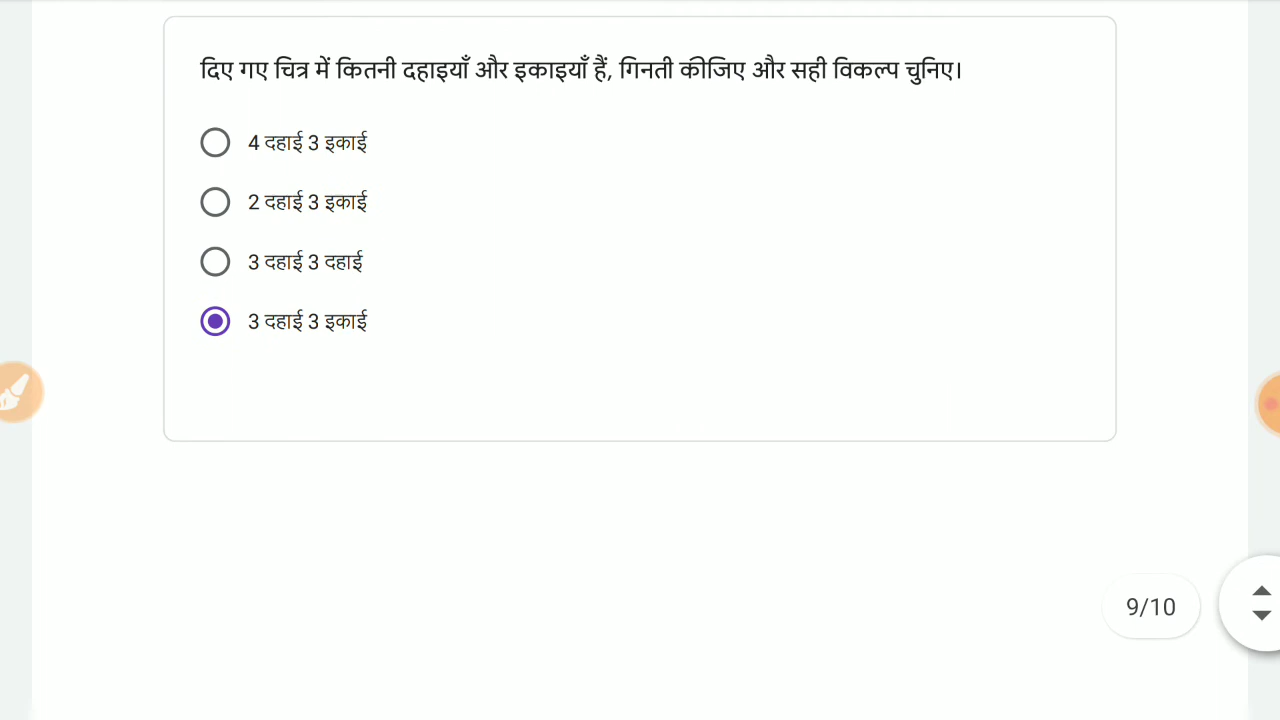 दिए गए चित्र में कितनी दहाइयाँ और इकाइयाँ हैं, गिनती कीजिए और सही विकल्प चुनिए।
4 दहाई 3 इकाई
2 दहाई 3 इकाई
3 दहाई 3 दहाई
3 दहाई 3 इकाई
9/10